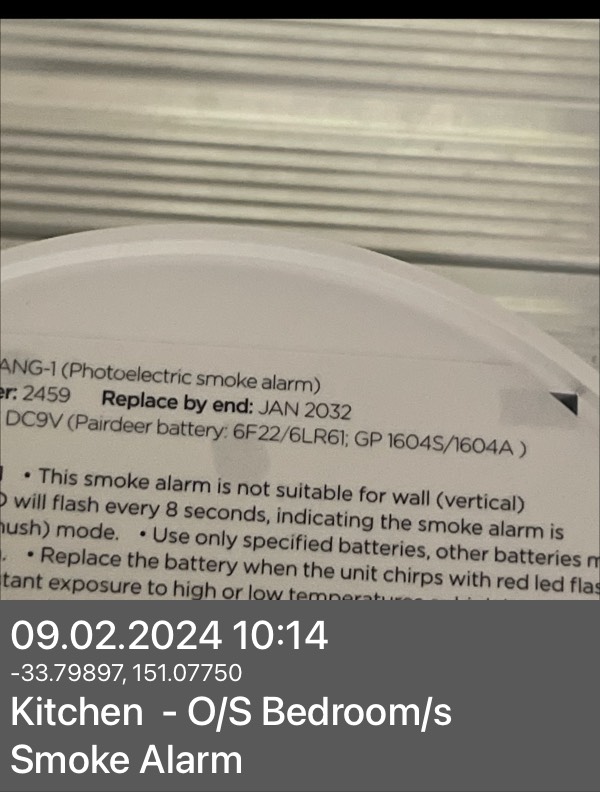 ANG-1 (Photoelectric smoke alarm)
er: 2459 Replace by end: JAN 2032
DC9V (Pairdeer battery: 6F22/6LR61; GP 1604S/1604A )
• This smoke alarm is not suitable for wall (vertical)
will flash every 8 seconds, indicating the smoke alarm is
hush) mode. • Use only specified batteries, other batteries m
. • Replace the battery when the unit chirps with red led flas
stant exposure to high or low
09.02.2024 10:14
-33.79897, 151.07750
Kitchen - O/S Bedroom/s
Smoke Alarm